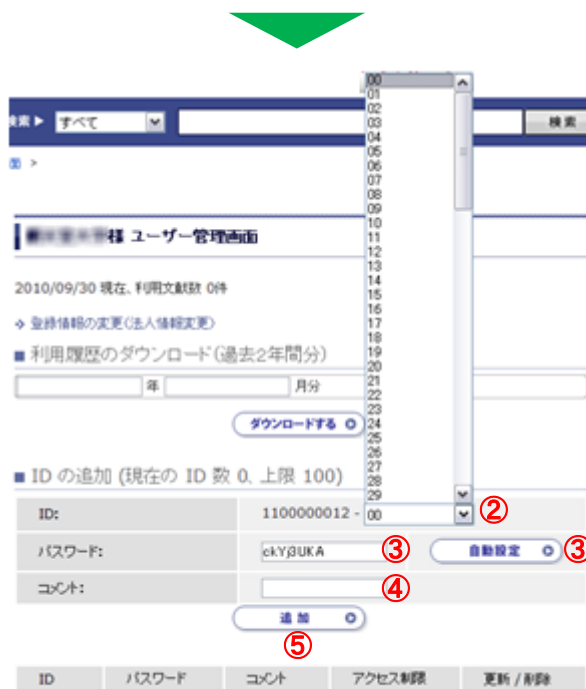 00
01
02
03
04
05
06
07
08
09
10
11
12
13
14
15
16
17
18
19
20
21
22
23
24
25
26
27
28
29
検索▶ すべて 検索
>
様 ユーザー管理画面
2010/09/30 現在、利用文献数 0件
登録情報の変更(法人情報変更)
■ 利用履歴のダウンロード(過去2年間分)
年 月分
ダウンロードする
■ ID の追加 (現在の ID 数 0、上限 100)
ID: 1100000012 - 00 ②
パスワード: ckYj3UKA ③ 自動設定 ③
コメント: ④
追加
⑤
ID パスワード コメント アクセス制限 更新 / 削除